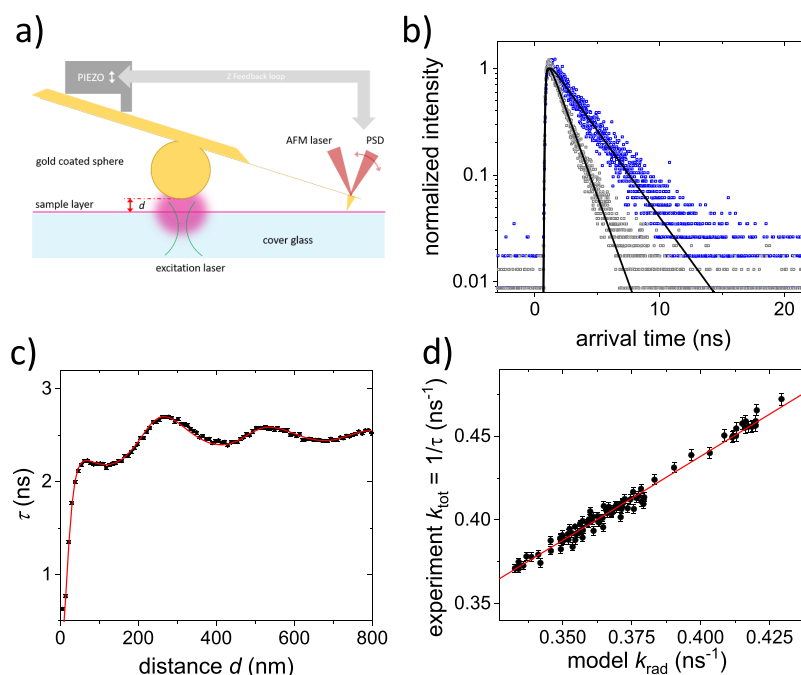 a)
PIEZO
Z Feedback loop
AFM laser
PSD
gold coated sphere
d
sample layer
cover glass
excitation laser
b)
normalized intensity
1
0.1
0.01
0
10
20
arrival time (ns)
c)
τ (ns)
3
2
1
0
200
400
600
800
distance d (nm)
d)
experiment k_tot = 1/τ (ns⁻¹)
0.45
0.40
0.35
0.350
0.375
0.400
0.425
model k_rad (ns⁻¹)